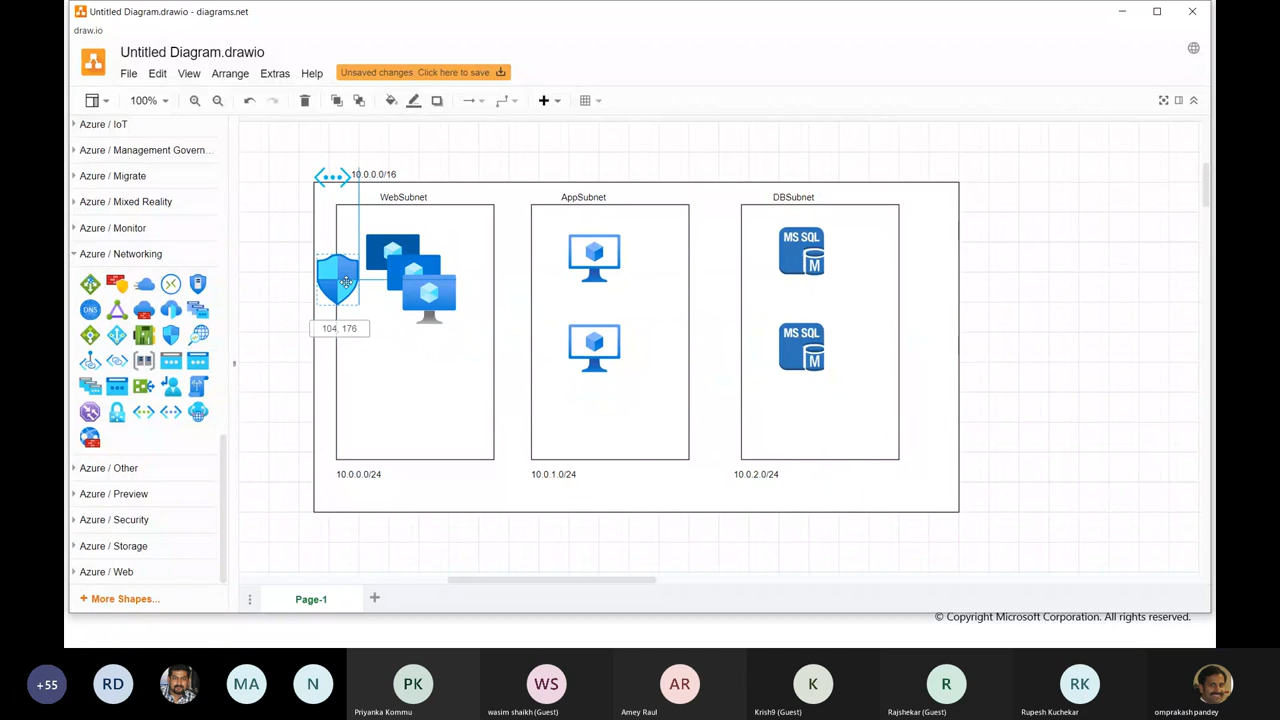 Untitled Diagram.drawio - diagrams.net
draw.io
Untitled Diagram.drawio
File Edit View Arrange Extras Help
Unsaved changes. Click here to save.
100%
Azure / IoT
Azure / Management Govern...
Azure / Migrate
Azure / Mixed Reality
Azure / Monitor
Azure / Networking
DNS
Azure / Other
Azure / Preview
Azure / Security
Azure / Storage
Azure / Web
+ More Shapes...
10.0.0.0/16
WebSubnet
AppSubnet
DBSubnet
MS SQL
M
MS SQL
M
104, 176
10.0.0.0/24
10.0.1.0/24
10.0.2.0/24
Page-1
© Copyright Microsoft Corporation. All rights reserved.
+55
RD
MA
N
PK
WS
AR
K
R
RK
Priyanka Kommu
wasim shaikh (Guest)
Amey Raul
Krish9 (Guest)
Rajshekar (Guest)
Rupesh Kuchekar
omprakash pandey